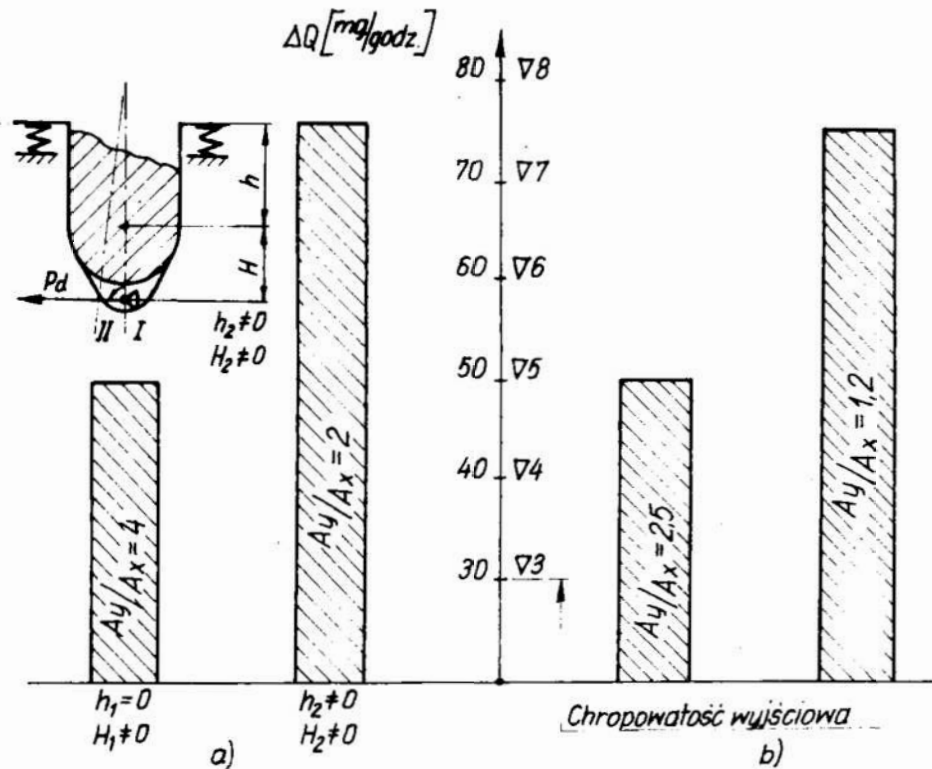 ΔQ [mg/godz.]
80 ∇8
70 ∇7
60 ∇6
50 ∇5
40 ∇4
30 ∇3
h
H
Pd
II I
h₂≠0
H₂≠0
Ay/Ax = 4
Ay/Ax = 2
Ay/Ax = 2,5
Ay/Ax = 1,2
h₁=0
H₁≠0
h₂≠0
H₂≠0
Chropowatość wyjściowa
a)
b)